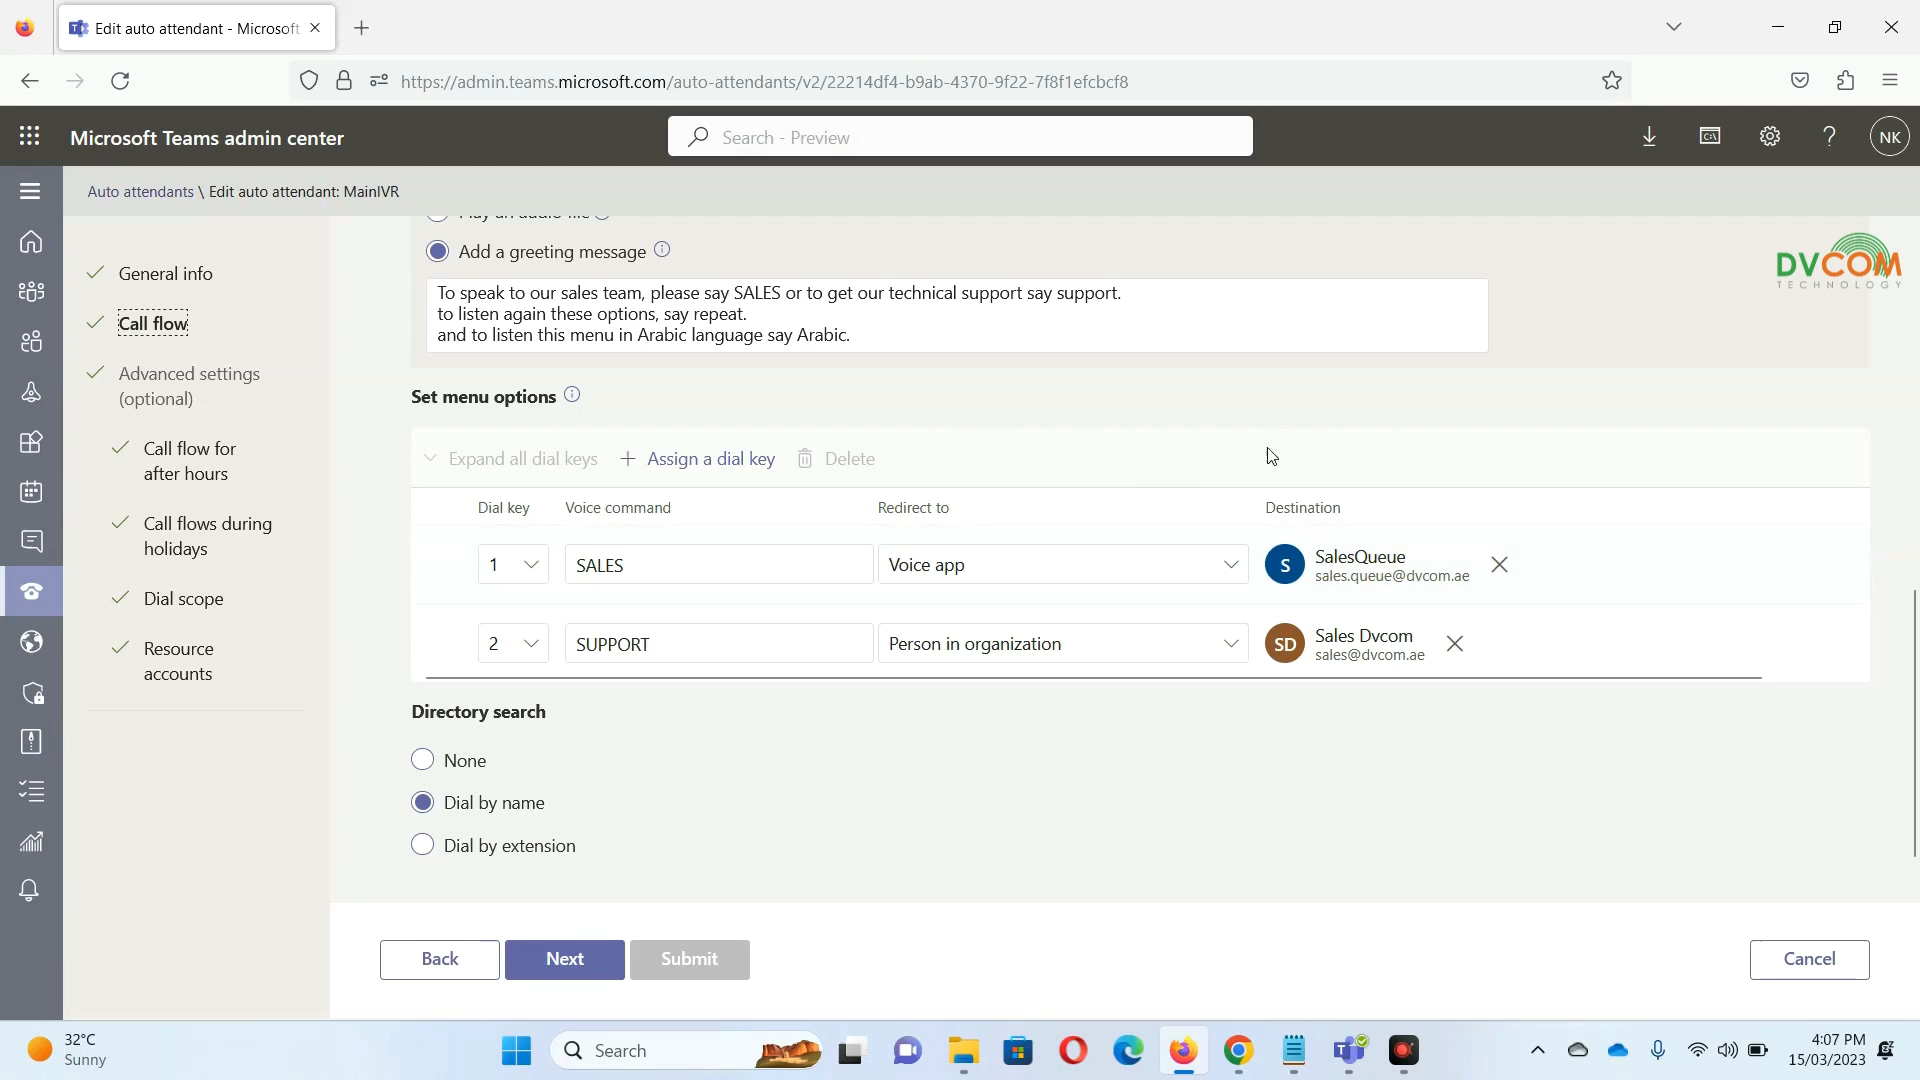 Edit auto attendant - Microsoft
https://admin.teams.microsoft.com/auto-attendants/v2/22214df4-b9ab-4370-9f22-7f8f1efcbcf8
Microsoft Teams admin center
Search - Preview
NK
Auto attendants \ Edit auto attendant: MainIVR
General info
Call flow
Advanced settings
(optional)
Call flow for
after hours
Call flows during
holidays
Dial scope
Resource
accounts
Play an audio file
Add a greeting message
DVCOM
TECHNOLOGY
To speak to our sales team, please say SALES or to get our technical support say support.
to listen again these options, say repeat.
and to listen this menu in Arabic language say Arabic.
Set menu options
Expand all dial keys
Assign a dial key
Delete
Dial key
Voice command
Redirect to
Destination
1
SALES
Voice app
S
SalesQueue
sales.queue@dvcom.ae
2
SUPPORT
Person in organization
SD
Sales Dvcom
sales@dvcom.ae
Directory search
None
Dial by name
Dial by extension
Back
Next
Submit
Cancel
32°C
Sunny
Search
4:07 PM
15/03/2023